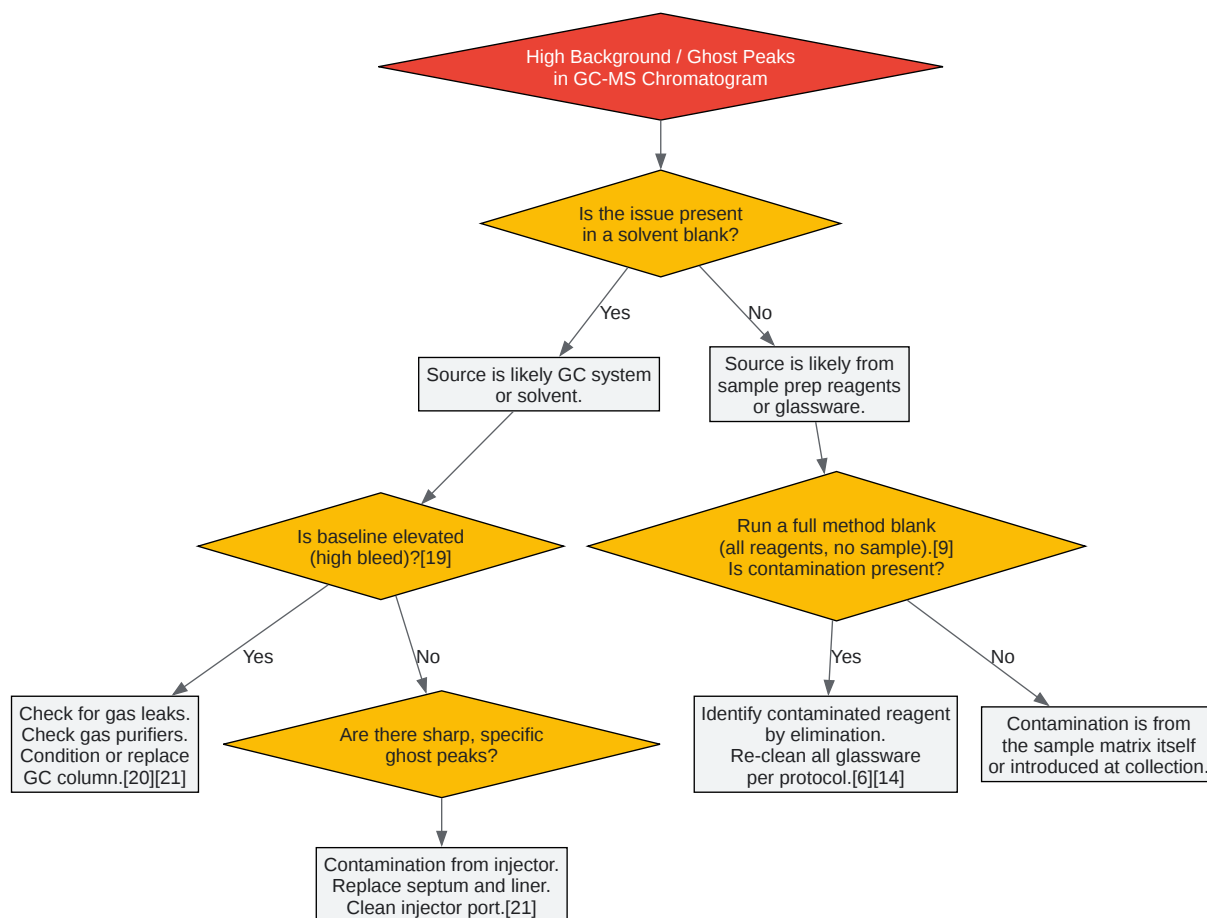 High Background / Ghost Peaks
in GC-MS Chromatogram
Is the issue present
in a solvent blank?
Yes
No
Source is likely GC system
or solvent.
Source is likely from
sample prep reagents
or glassware.
Is baseline elevated
(high bleed)?[19]
Run a full method blank
(all reagents, no sample).[9]
Is contamination present?
Yes
No
Yes
No
Check for gas leaks.
Check gas purifiers.
Condition or replace
GC column.[20][21]
Are there sharp, specific
ghost peaks?
Identify contaminated reagent
by elimination.
Re-clean all glassware
per protocol.[6][14]
Contamination is from
the sample matrix itself
or introduced at collection.
Contamination from injector.
Replace septum and liner.
Clean injector port.[21]